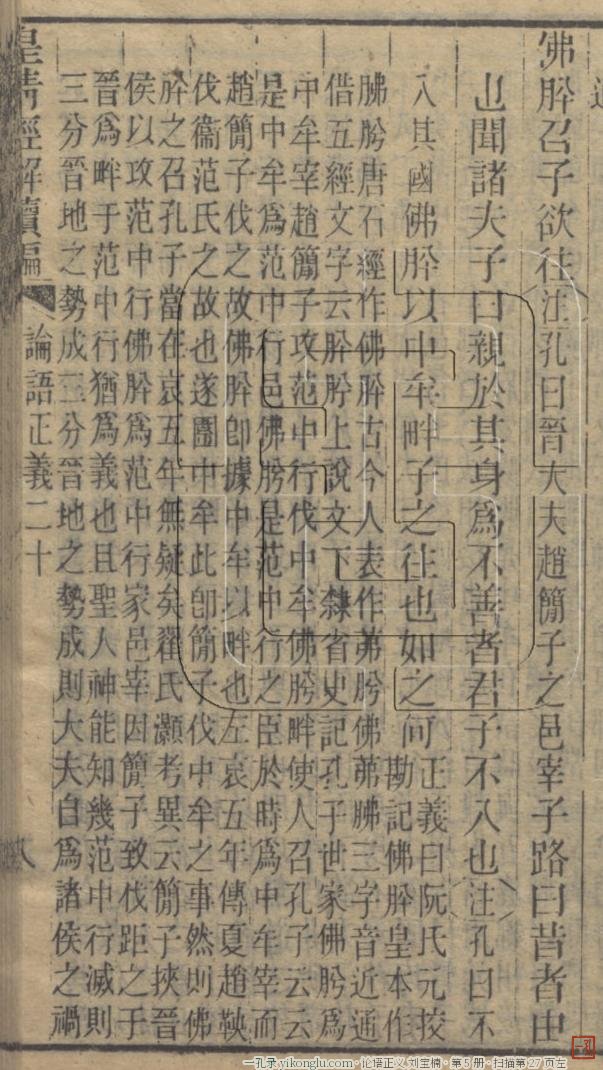 佛肸召子欲往注孔曰晉大夫趙簡子之邑宰子路曰昔者由
也聞諸夫子曰親於其身爲不善者君子不入也注孔曰不
入其國佛肸以中牟畔子之往也如之何正義曰阮氏元挍
勘記佛肸皇本作
胇肸唐石經作佛肸古今人表作茀肸佛茀胇三字音近通
借五經文字云肸肹上說文下隸省史記孔子世家佛肸爲
中牟宰趙簡子攻范中行伐中牟佛肸畔使人召孔子云云
是中牟爲范中行邑佛肸是范中行之臣於時爲中牟宰而
趙簡子伐之故佛肸卽據中牟以畔也左哀五年傳夏趙鞅
伐衞范氏之故也遂圍中牟此卽簡子伐中牟之事然則佛
肸之召孔子當在哀五年無疑矣翟氏灝考異云簡子挾晉
侯以攻范中行佛肸爲范中行家邑宰因簡子致伐距之于
晉爲畔于范中行猶爲義也且聖人神能知幾范中行滅則
三分晉地之勢成三分晉地之勢成則大夫自爲諸侯之禍
皇淸經解續編 論語正義二十 八
一孔录 yikonglu.com · 论语正义 刘宝楠 · 第 5 册 · 扫描第 27 页左